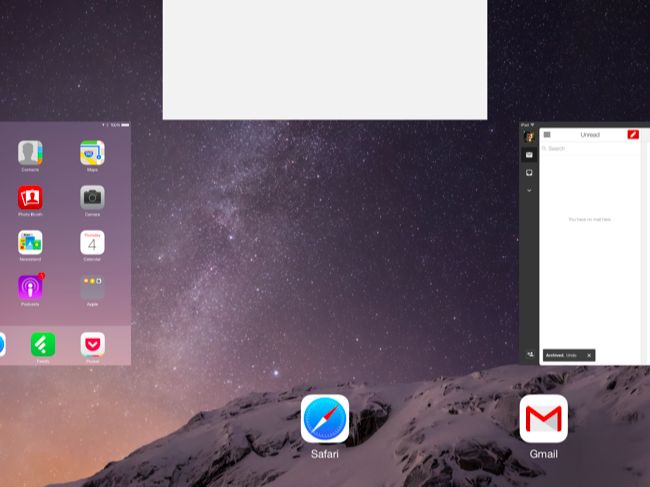 100%
Contacts
Maps
Photo Booth
Camera
Newsstand
Thursday
4
Calendar
Podcasts
Apple
Feedly
Pocket
iPad
Unread
Search
You have no mail here.
Archived. Undo
Safari
Gmail